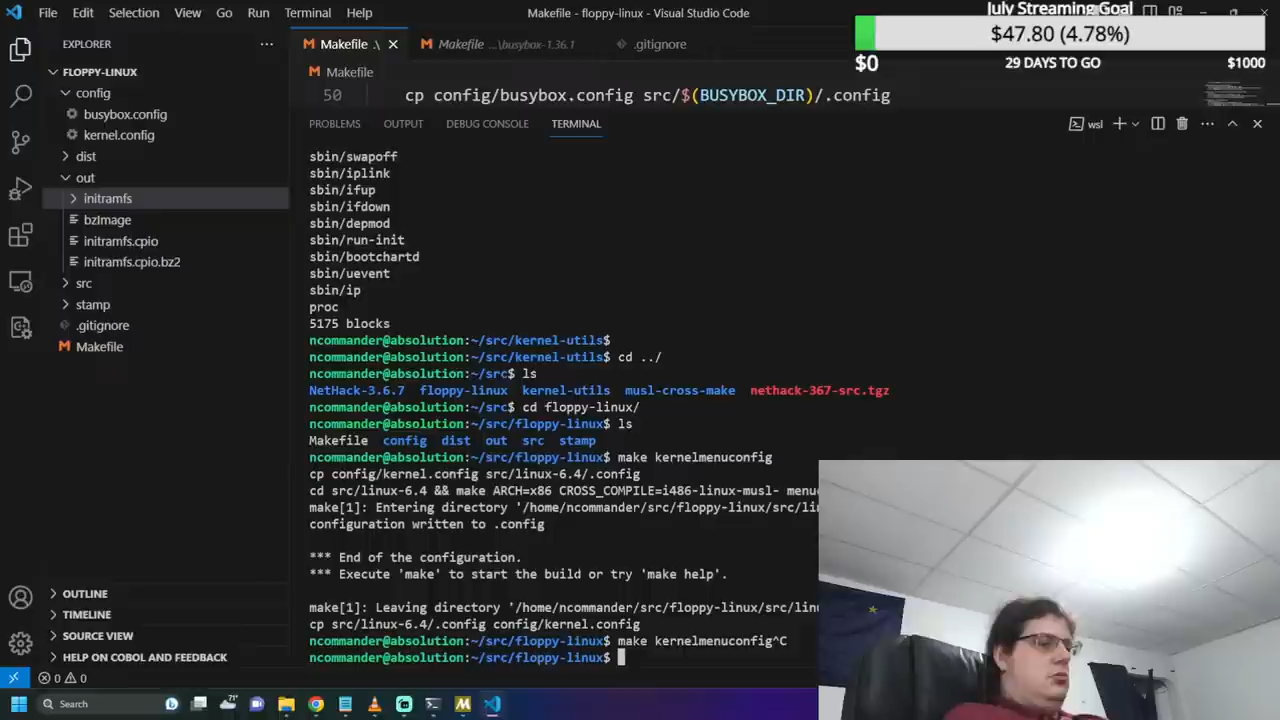 File Edit Selection View Go Run Terminal Help
Makefile - floppy-linux - Visual Studio Code
July Streaming Goal
$47.80 (4.78%)
$0
29 DAYS TO GO
$1000
EXPLORER
Makefile .\
Makefile ...\busybox-1.36.1
.gitignore
FLOPPY-LINUX
config
busybox.config
kernel.config
dist
out
initramfs
bzImage
initramfs.cpio
initramfs.cpio.bz2
src
stamp
.gitignore
Makefile
OUTLINE
TIMELINE
SOURCE VIEW
HELP ON COBOL AND FEEDBACK
Makefile
50 cp config/busybox.config src/$(BUSYBOX_DIR)/.config
PROBLEMS OUTPUT DEBUG CONSOLE TERMINAL
wsl
sbin/swapoff
sbin/iplink
sbin/ifup
sbin/ifdown
sbin/depmod
sbin/run-init
sbin/bootchartd
sbin/uevent
sbin/ip
proc
5175 blocks
ncommander@absolution:~/src/kernel-utils$
ncommander@absolution:~/src/kernel-utils$ cd ../
ncommander@absolution:~/src$ ls
NetHack-3.6.7 floppy-linux kernel-utils musl-cross-make nethack-367-src.tgz
ncommander@absolution:~/src$ cd floppy-linux/
ncommander@absolution:~/src/floppy-linux$ ls
Makefile config dist out src stamp
ncommander@absolution:~/src/floppy-linux$ make kernelmenuconfig
cp config/kernel.config src/linux-6.4/.config
cd src/linux-6.4 && make ARCH=x86 CROSS_COMPILE=i486-linux-musl- menuc
make[1]: Entering directory '/home/ncommander/src/floppy-linux/src/lin
configuration written to .config
*** End of the configuration.
*** Execute 'make' to start the build or try 'make help'.
make[1]: Leaving directory '/home/ncommander/src/floppy-linux/src/lin
cp src/linux-6.4/.config config/kernel.config
ncommander@absolution:~/src/floppy-linux$ make kernelmenuconfig^C
ncommander@absolution:~/src/floppy-linux$
0 0
Search
71°